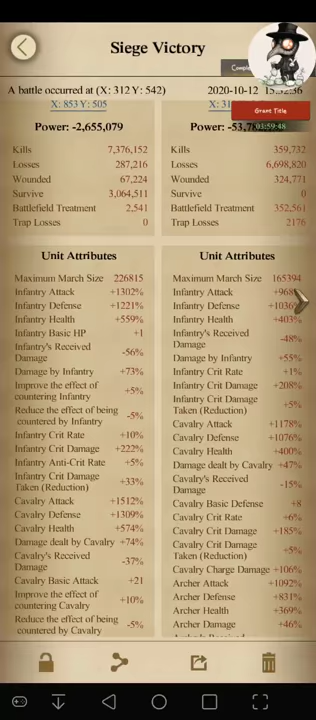 Siege Victory
A battle occurred at (X: 312 Y: 542)
2020-10-12
Grant Title
03:59:48
X: 853 Y: 505
Power: -2,655,079
Kills 7,376,152
Losses 287,216
Wounded 67,224
Survive 3,064,511
Battlefield Treatment 2,541
Trap Losses 0
Unit Attributes
Maximum March Size 226815
Infantry Attack +1302%
Infantry Defense +1221%
Infantry Health +559%
Infantry Basic HP +1
Infantry's Received
Damage -56%
Damage by Infantry +73%
Improve the effect of
countering Infantry +5%
Reduce the effect of being
countered by Infantry -5%
Infantry Crit Rate +10%
Infantry Crit Damage +222%
Infantry Anti-Crit Rate +5%
Infantry Crit Damage
Taken (Reduction) +33%
Cavalry Attack +1512%
Cavalry Defense +1309%
Cavalry Health +574%
Damage dealt by Cavalry +74%
Cavalry's Received
Damage -37%
Cavalry Basic Attack +21
Improve the effect of
countering Cavalry +10%
Reduce the effect of being
countered by Cavalry -5%
Power:
Kills 359,732
Losses 6,698,820
Wounded 324,771
Survive 0
Battlefield Treatment 352,561
Trap Losses 2176
Unit Attributes
Maximum March Size 165394
Infantry Attack
Infantry Defense +1036%
Infantry Health +403%
Infantry's Received
Damage -48%
Damage by Infantry +55%
Infantry Crit Rate +1%
Infantry Crit Damage +208%
Infantry Crit Damage
Taken (Reduction) +5%
Cavalry Attack +1178%
Cavalry Defense +1076%
Cavalry Health +400%
Damage dealt by Cavalry +47%
Cavalry's Received
Damage -15%
Cavalry Basic Defense +8
Cavalry Crit Rate +6%
Cavalry Crit Damage +185%
Cavalry Crit Damage
Taken (Reduction) +5%
Cavalry Charge Damage +106%
Archer Attack +1092%
Archer Defense +831%
Archer Health +369%
Archer Damage +46%